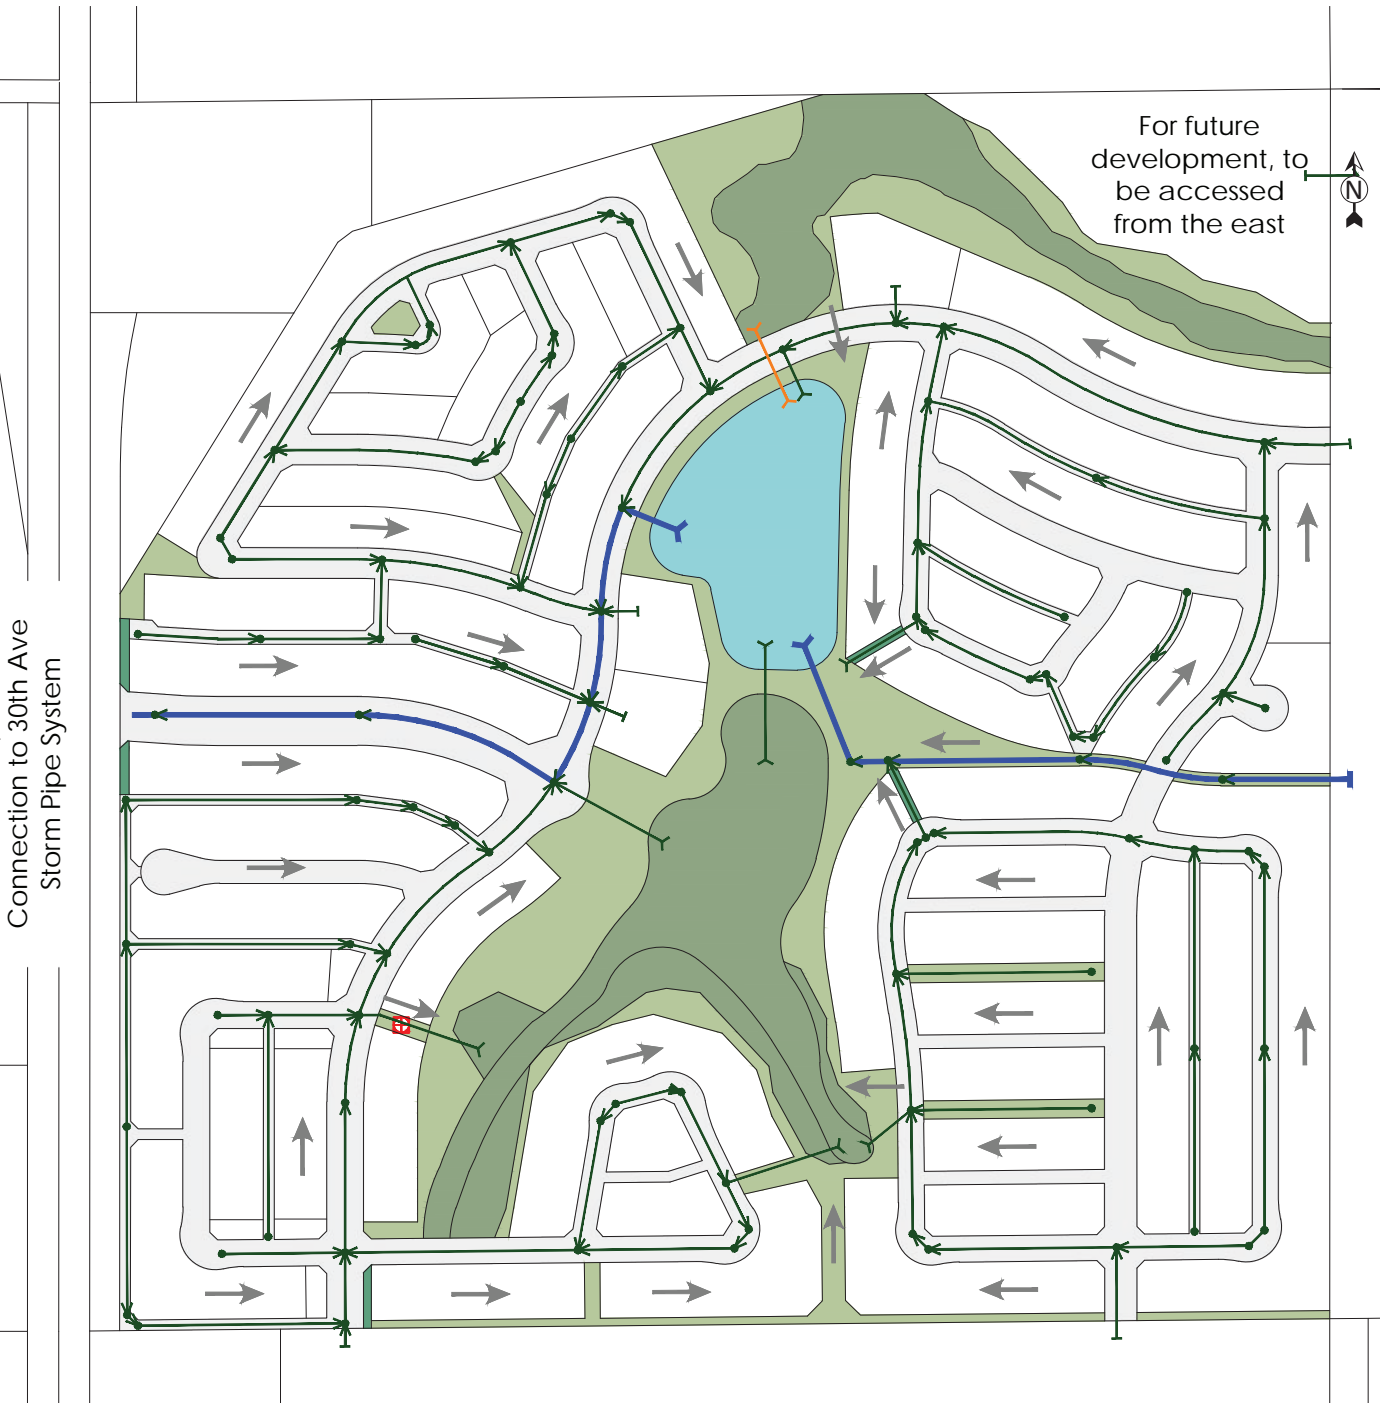 For future
development, to
be accessed
from the east
N
Connection to 30th Ave
Storm Pipe System